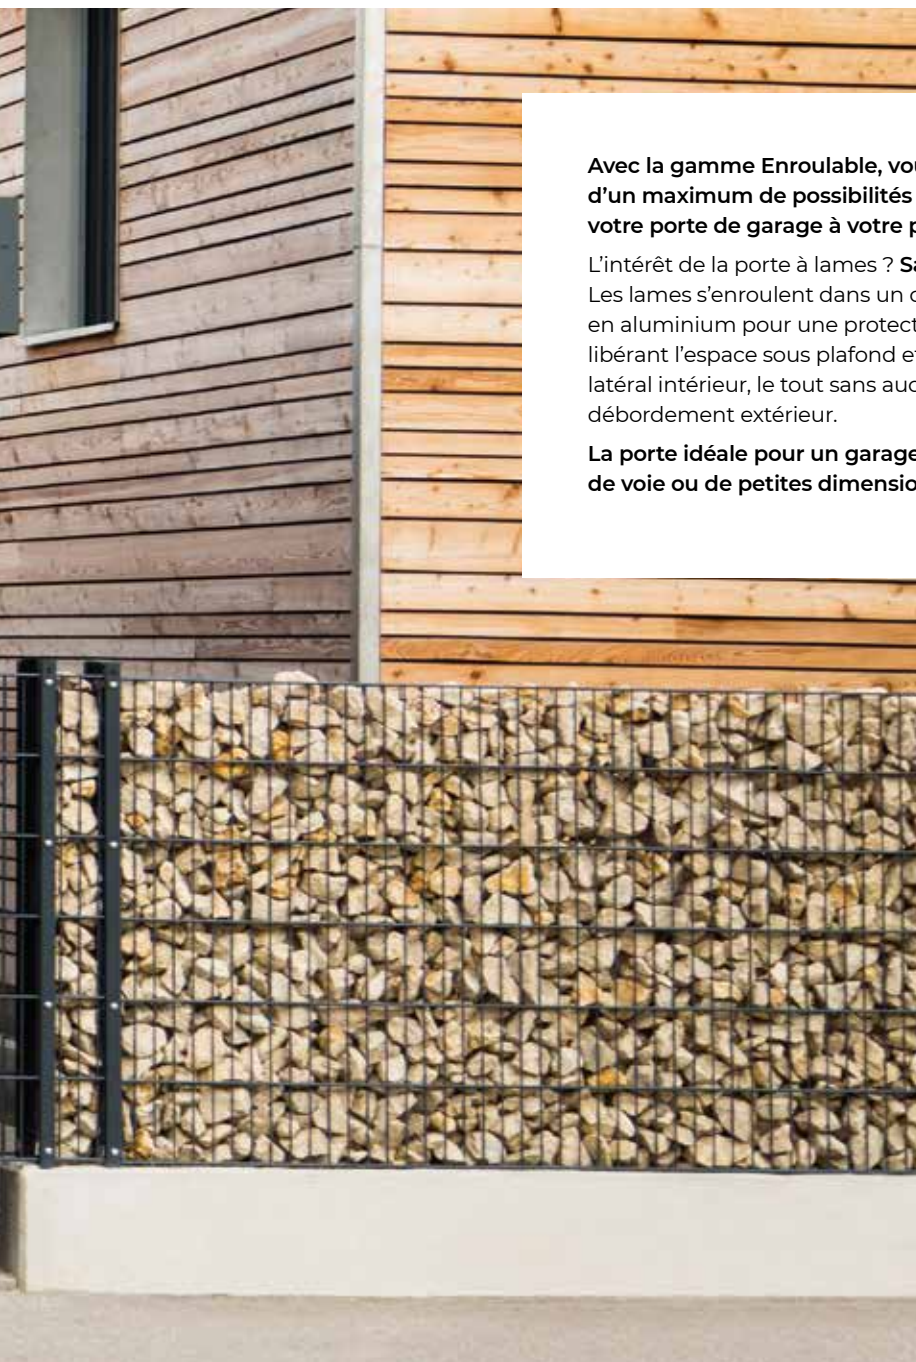 Avec la gamme Enroulable,
d’un maximum de possibilités
votre porte de garage à votre
L’intérêt de la porte à lames ?
Les lames s’enroulent dans un
en aluminium pour une
libérant l’espace sous plafond
latéral intérieur, le tout sans
débordement extérieur.
La porte idéale pour un
de voie ou de petites